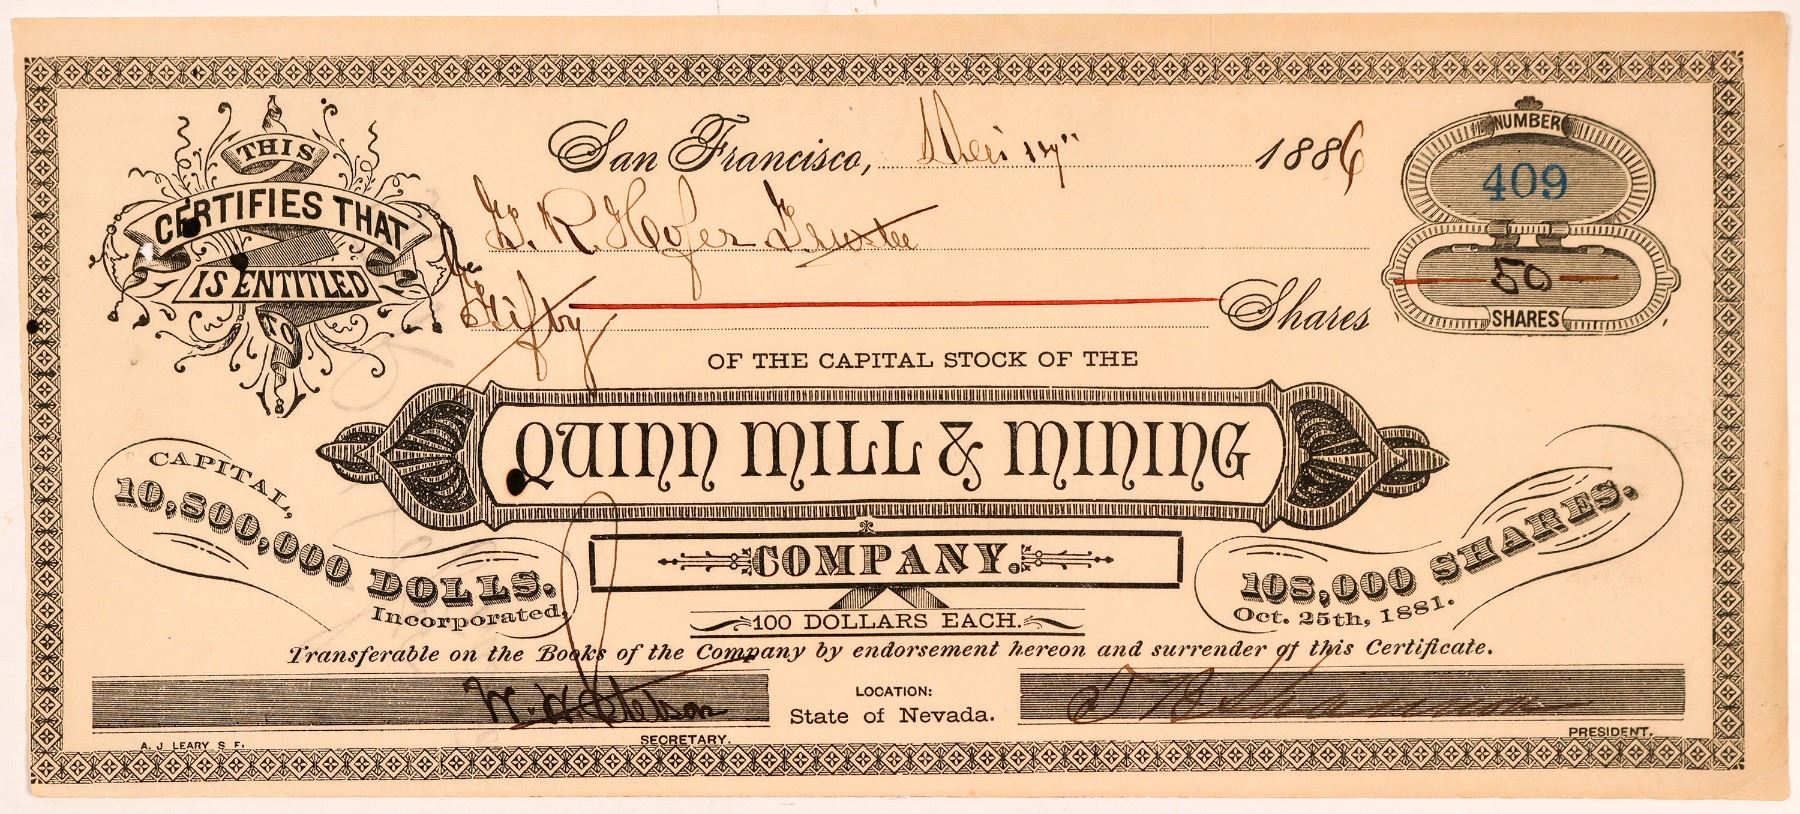 THIS
CERTIFIES THAT
IS ENTITLED
TO
San Francisco, 1886
NUMBER
409
R. Hofer Trustee
Fifty Shares
50
SHARES
OF THE CAPITAL STOCK OF THE
QUINN MILL & MINING
COMPANY.
CAPITAL,
10,800,000 DOLLS.
Incorporated,
108,000 SHARES.
Oct. 25th, 1881.
100 DOLLARS EACH.
Transferable on the Books of the Company by endorsement hereon and surrender of this Certificate.
LOCATION:
State of Nevada.
SECRETARY.
PRESIDENT.
A. J LEARY S F.